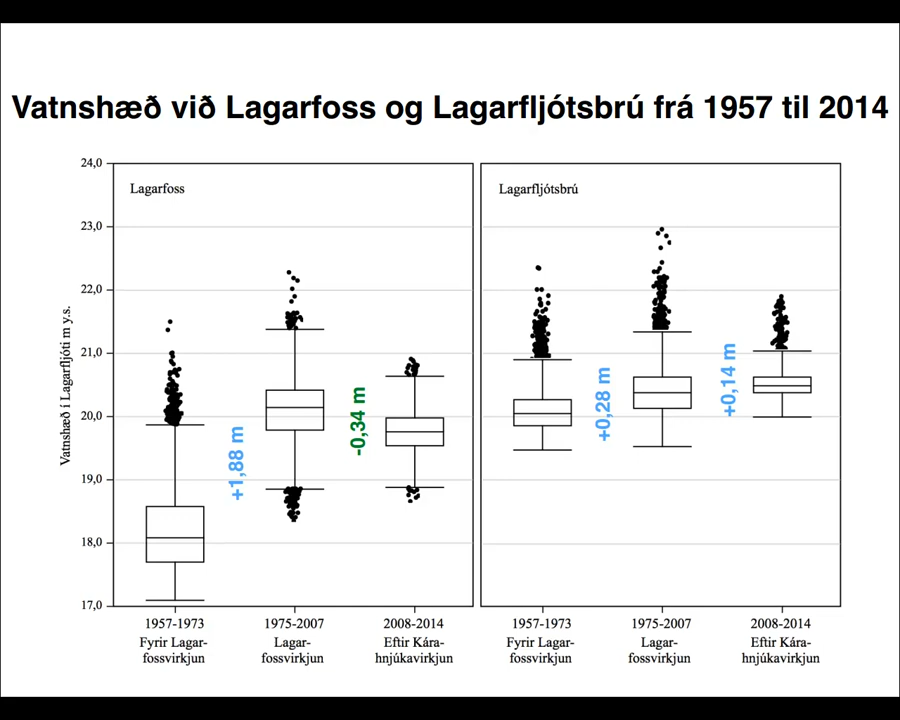 Vatnshæð við Lagarfoss og Lagarfljótsbrú frá 1957 til 2014
Vatnshæð í Lagarfljóti m y.s.
24,0
23,0
22,0
21,0
20,0
19,0
18,0
17,0
Lagarfoss
+1,88 m
-0,34 m
1957-1973
Fyrir Lagar-
fossvirkjun
1975-2007
Lagar-
fossvirkjun
2008-2014
Eftir Kára-
hnjúkavirkjun
Lagarfljótsbrú
+0,28 m
+0,14 m
1957-1973
Fyrir Lagar-
fossvirkjun
1975-2007
Lagar-
fossvirkjun
2008-2014
Eftir Kára-
hnjúkavirkjun